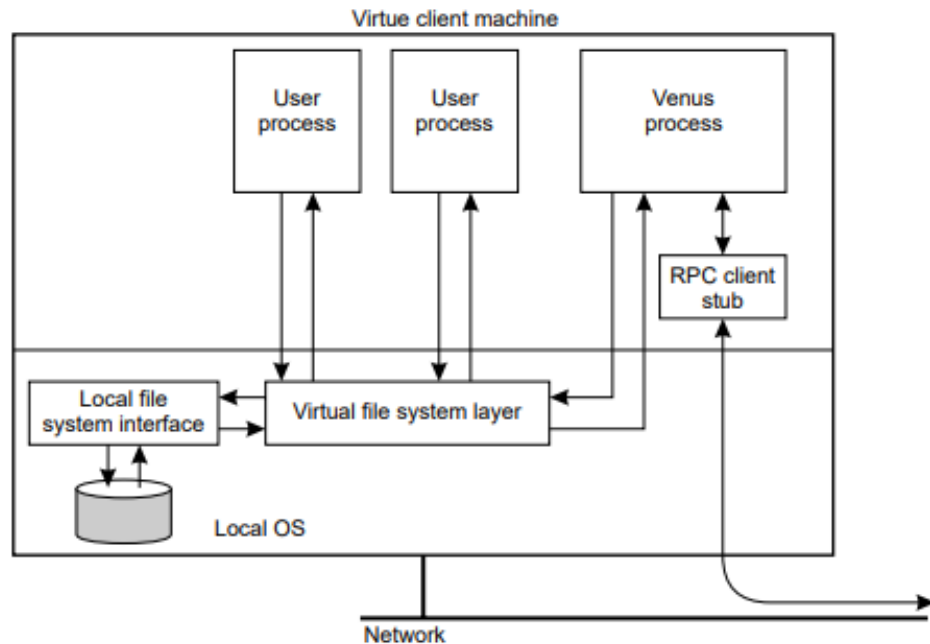 Virtue client machine
User
process
User
process
Venus
process
RPC client
stub
Local file
system interface
Virtual file system layer
Local OS
Network